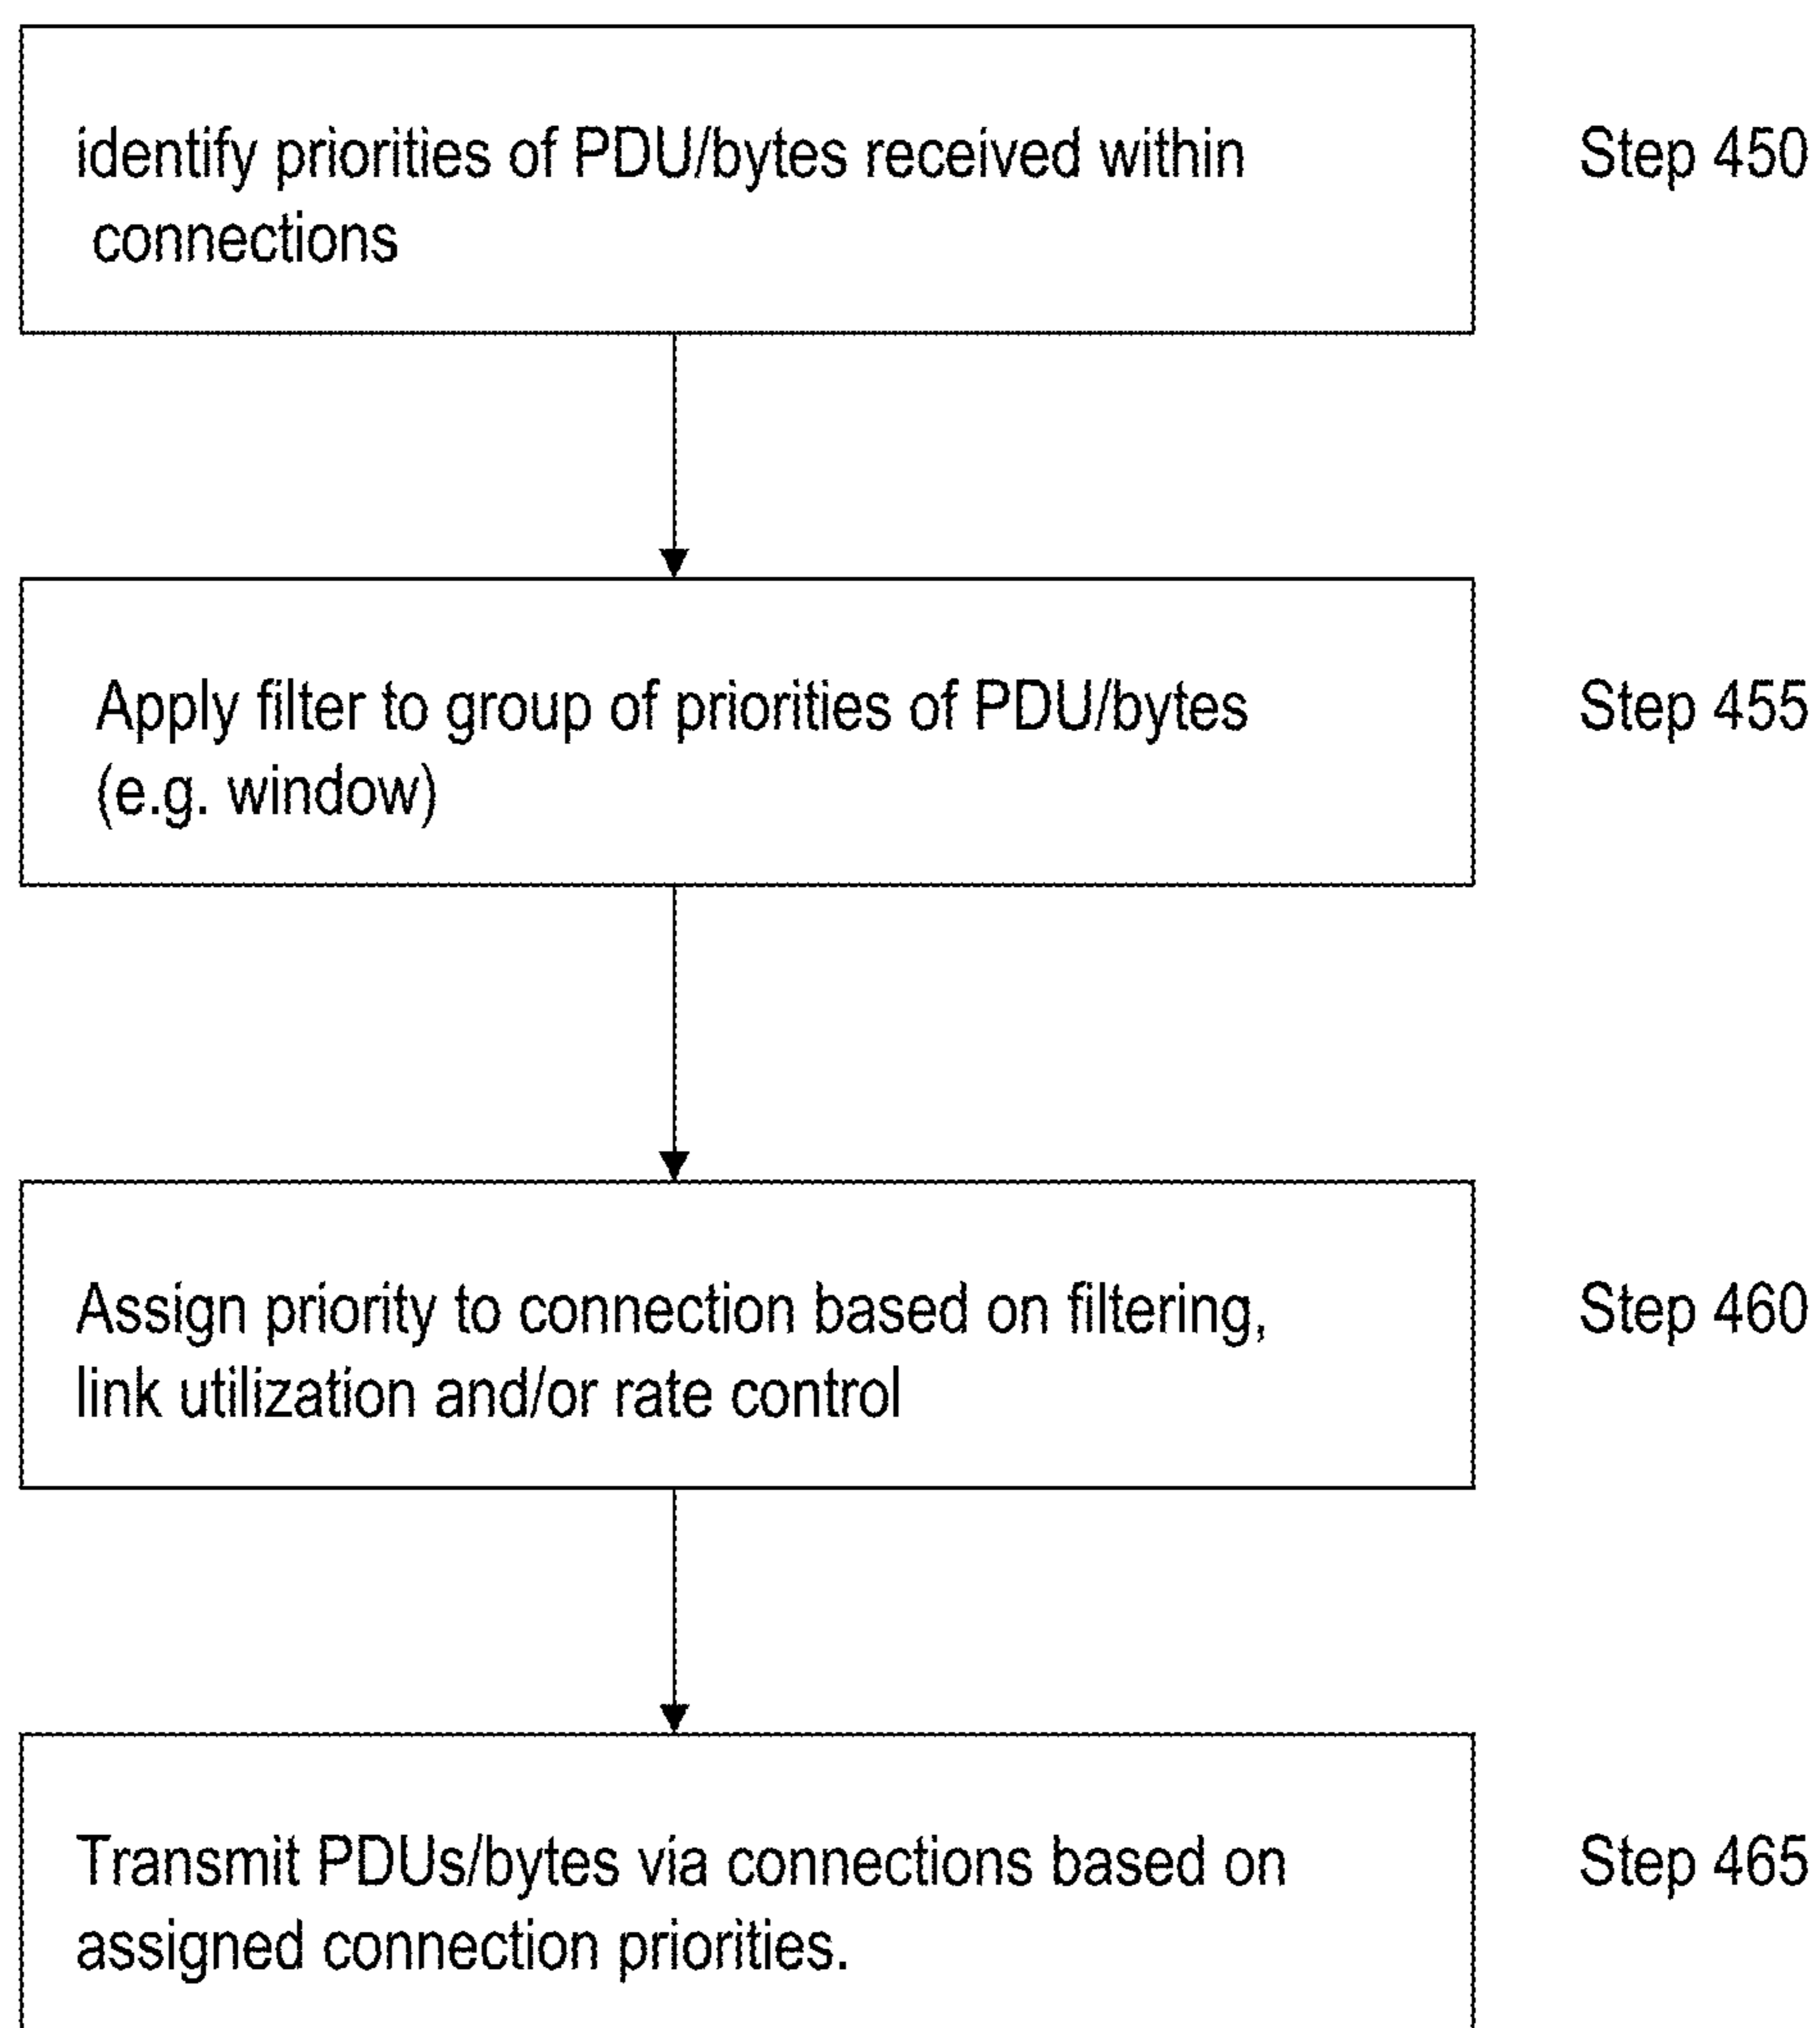 identify priorities of PDU/bytes received within
connections
Step 450
Apply filter to group of priorities of PDU/bytes
(e.g. window)
Step 455
Assign priority to connection based on filtering,
link utilization and/or rate control
Step 460
Transmit PDUs/bytes via connections based on
assigned connection priorities.
Step 465